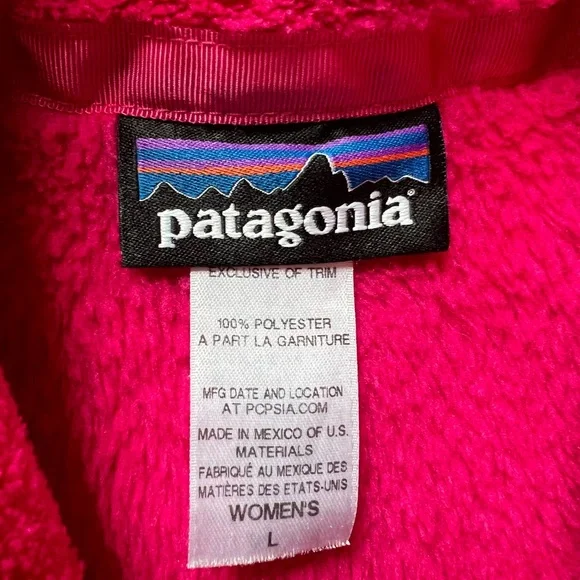 patagonia®
EXCLUSIVE OF TRIM
100% POLYESTER
A PART LA GARNITURE
MFG DATE AND LOCATION
AT PCPSIA.COM
MADE IN MEXICO OF U.S.
MATERIALS
FABRIQUÉ AU MEXIQUE DES
MATIÈRES DES ETATS-UNIS
WOMEN'S
L